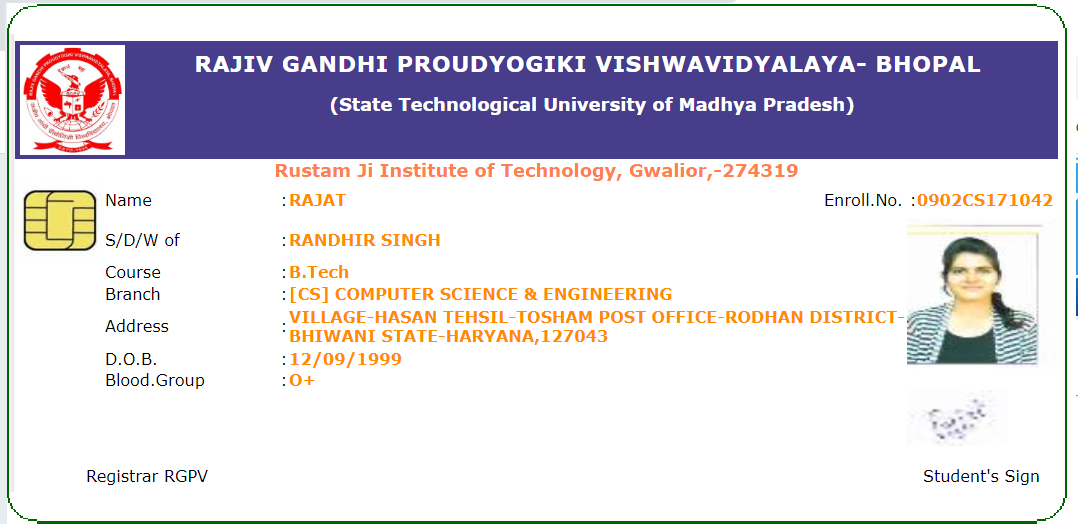 RAJIV GANDHI PROUDYOGIKI VISHWAVIDYALAYA- BHOPAL
(State Technological University of Madhya Pradesh)
Rustam Ji Institute of Technology, Gwalior,-274319
Name :RAJAT Enroll.No. :0902CS171042
S/D/W of :RANDHIR SINGH
Course :B.Tech
Branch :[CS] COMPUTER SCIENCE & ENGINEERING
Address :VILLAGE-HASAN TEHSIL-TOSHAM POST OFFICE-RODHAN DISTRICT-
BHIWANI STATE-HARYANA,127043
D.O.B. :12/09/1999
Blood.Group :O+
Registrar RGPV Student's Sign